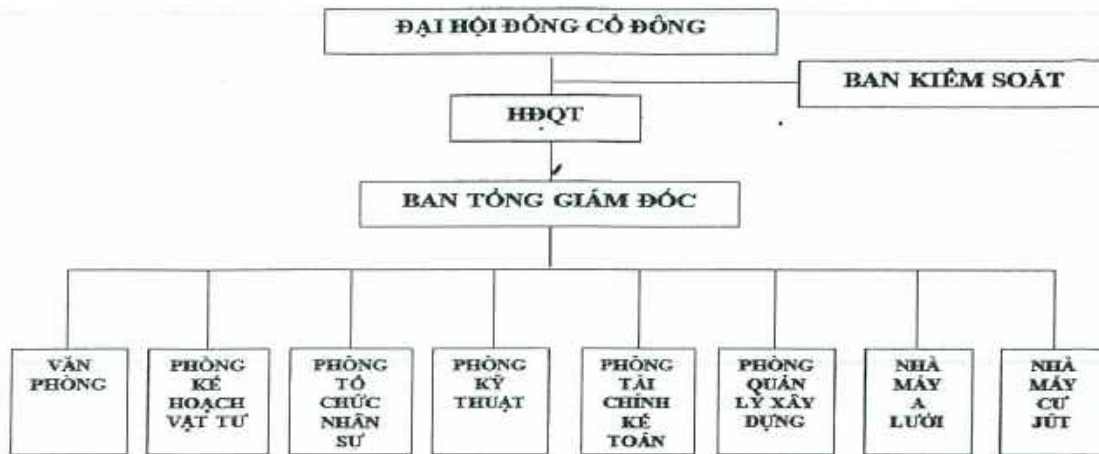 ĐẠI HỘI ĐỒNG CỔ ĐÔNG
BAN KIỂM SOÁT
HĐQT
BAN TỔNG GIÁM ĐỐC
VĂN
PHÒNG
PHÒNG
KẾ
HOẠCH
VẬT TƯ
PHÒNG
TỔ
CHỨC
NHÂN
SỰ
PHÒNG
KỸ
THUẬT
PHÒNG
TÀI
CHÍNH
KẾ
TOÁN
PHÒNG
QUẢN
LÝ XÂY
DỰNG
NHÀ
MÁY
A
LƯỚI
NHÀ
MÁY
CƯ
JÚT